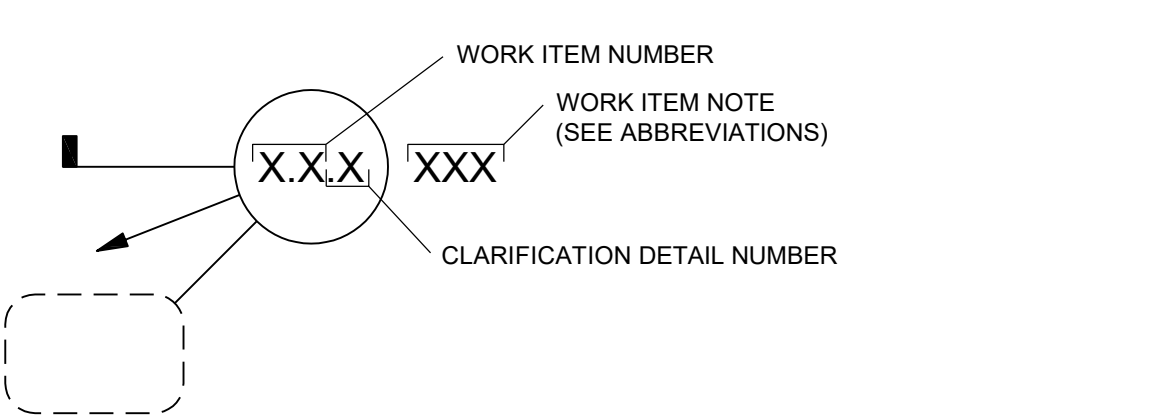 WORK ITEM NUMBER
WORK ITEM NOTE
(SEE ABBREVIATIONS)
X.X.X XXX
CLARIFICATION DETAIL NUMBER